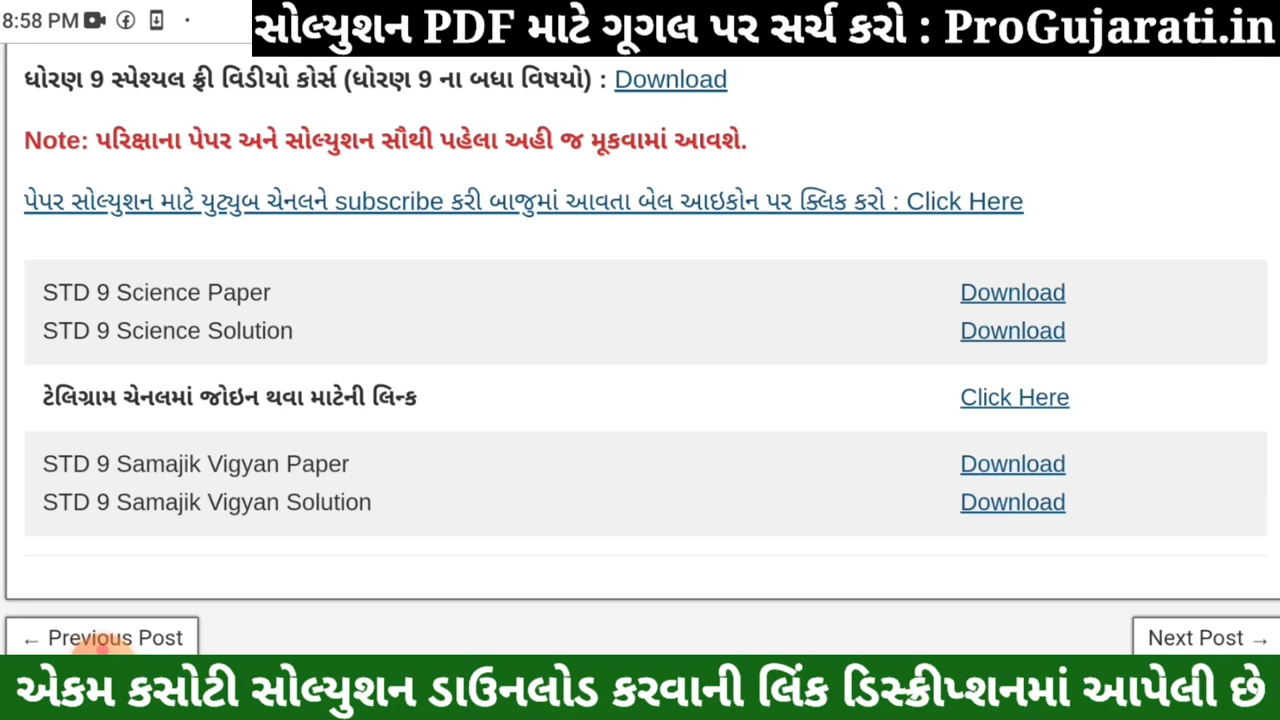 8:58 PM
સોલ્યુશન PDF માટે ગૂગલ પર સર્ચ કરો : ProGujarati.in
ધોરણ 9 સ્પેશ્યલ ફ્રી વિડીયો કોર્સ (ધોરણ 9 ના બધા વિષયો) : Download
Note: પરિક્ષાના પેપર અને સોલ્યુશન સૌથી પહેલા અહી જ મૂકવામાં આવશે.
પેપર સોલ્યુશન માટે યુટ્યુબ ચેનલને subscribe કરી બાજુમાં આવતા બેલ આઇકોન પર ક્લિક કરો : Click Here
STD 9 Science Paper Download
STD 9 Science Solution Download
ટેલિગ્રામ ચેનલમાં જોઇન થવા માટેની લિન્ક Click Here
STD 9 Samajik Vigyan Paper Download
STD 9 Samajik Vigyan Solution Download
← Previous Post Next Post →
એકમ કસોટી સોલ્યુશન ડાઉનલોડ કરવાની લિંક ડિસ્ક્રીપ્શનમાં આપેલી છે